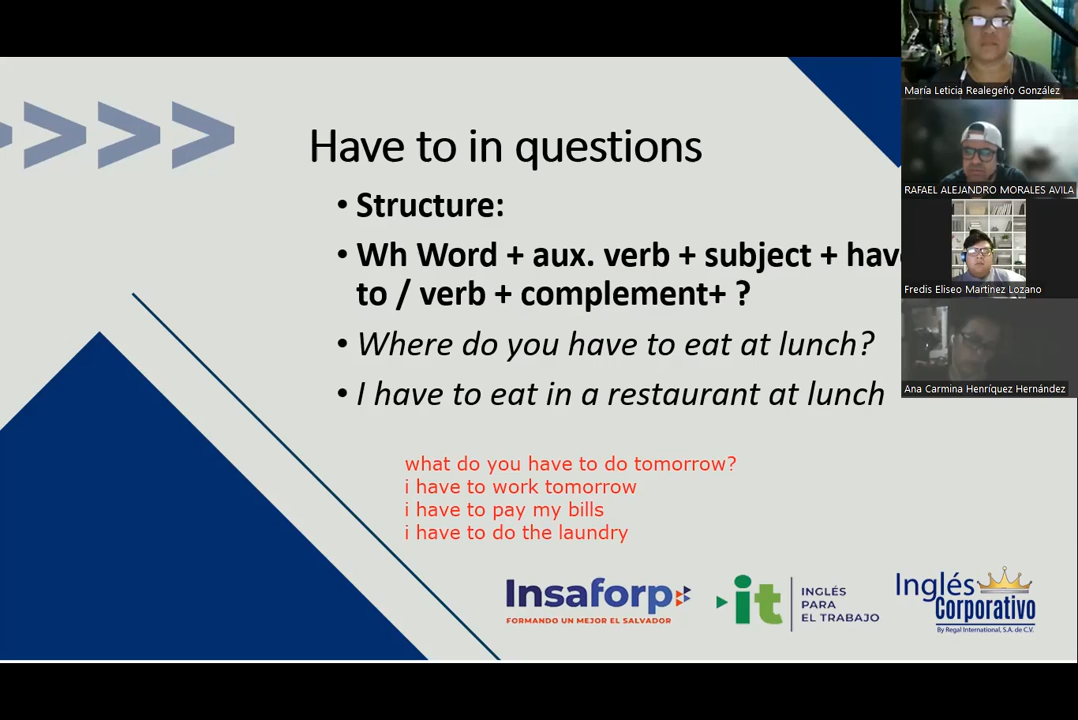 Have to in questions
• Structure:
• Wh Word + aux. verb + subject + hav
to / verb + complement+ ?
• Where do you have to eat at lunch?
• I have to eat in a restaurant at lunch
what do you have to do tomorrow?
i have to work tomorrow
i have to pay my bills
i have to do the laundry
Insaforp
FORMANDO UN MEJOR EL SALVADOR
it
INGLÉS
PARA
EL TRABAJO
Inglés
Corporativo
By Regal International, S.A. de C.V.
María Leticia Realegeño González
RAFAEL ALEJANDRO MORALES AVILA
Fredis Eliseo Martinez Lozano
Ana Carmina Henríquez Hernández